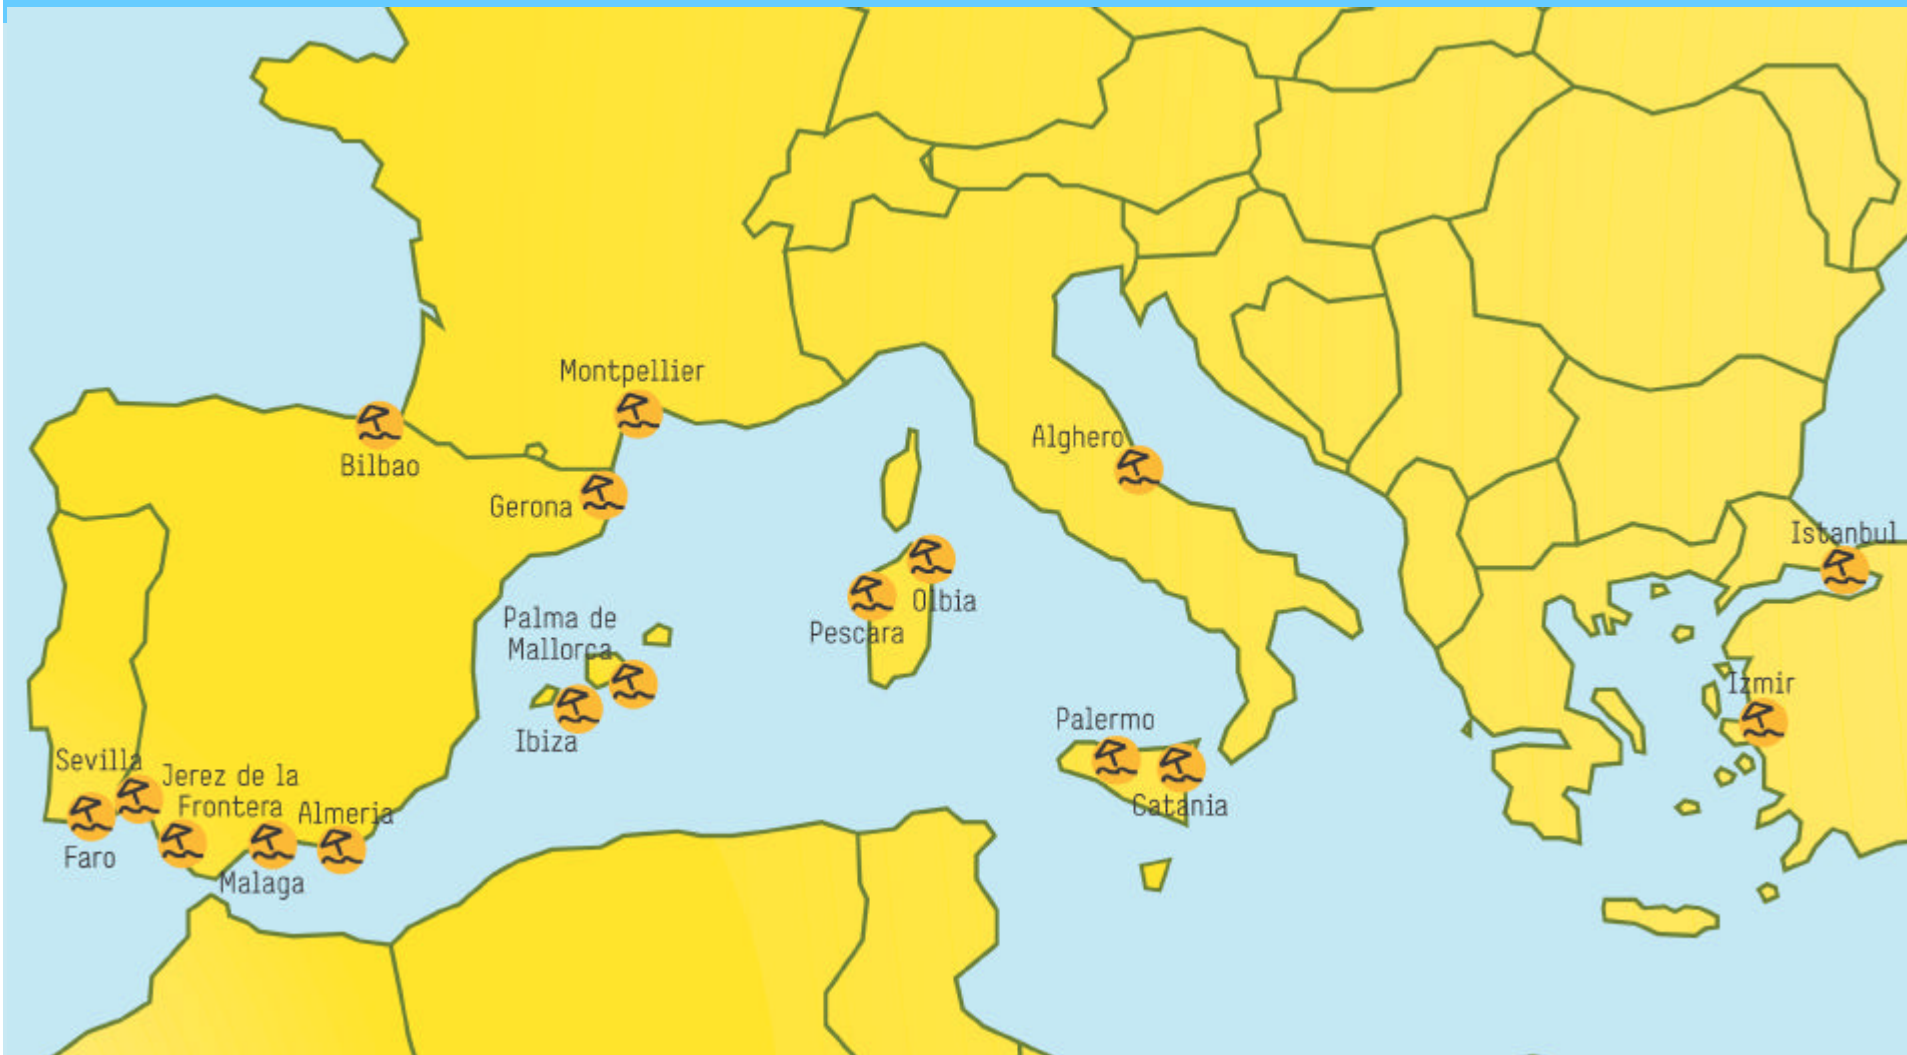 Montpellier
Bilbao
Alghero
Gerona
Istanbul
Olbia
Palma de
Mallorca
Pescara
Izmir
Ibiza
Palermo
Sevilla
Jerez de la
Frontera
Almeria
Catania
Faro
Malaga